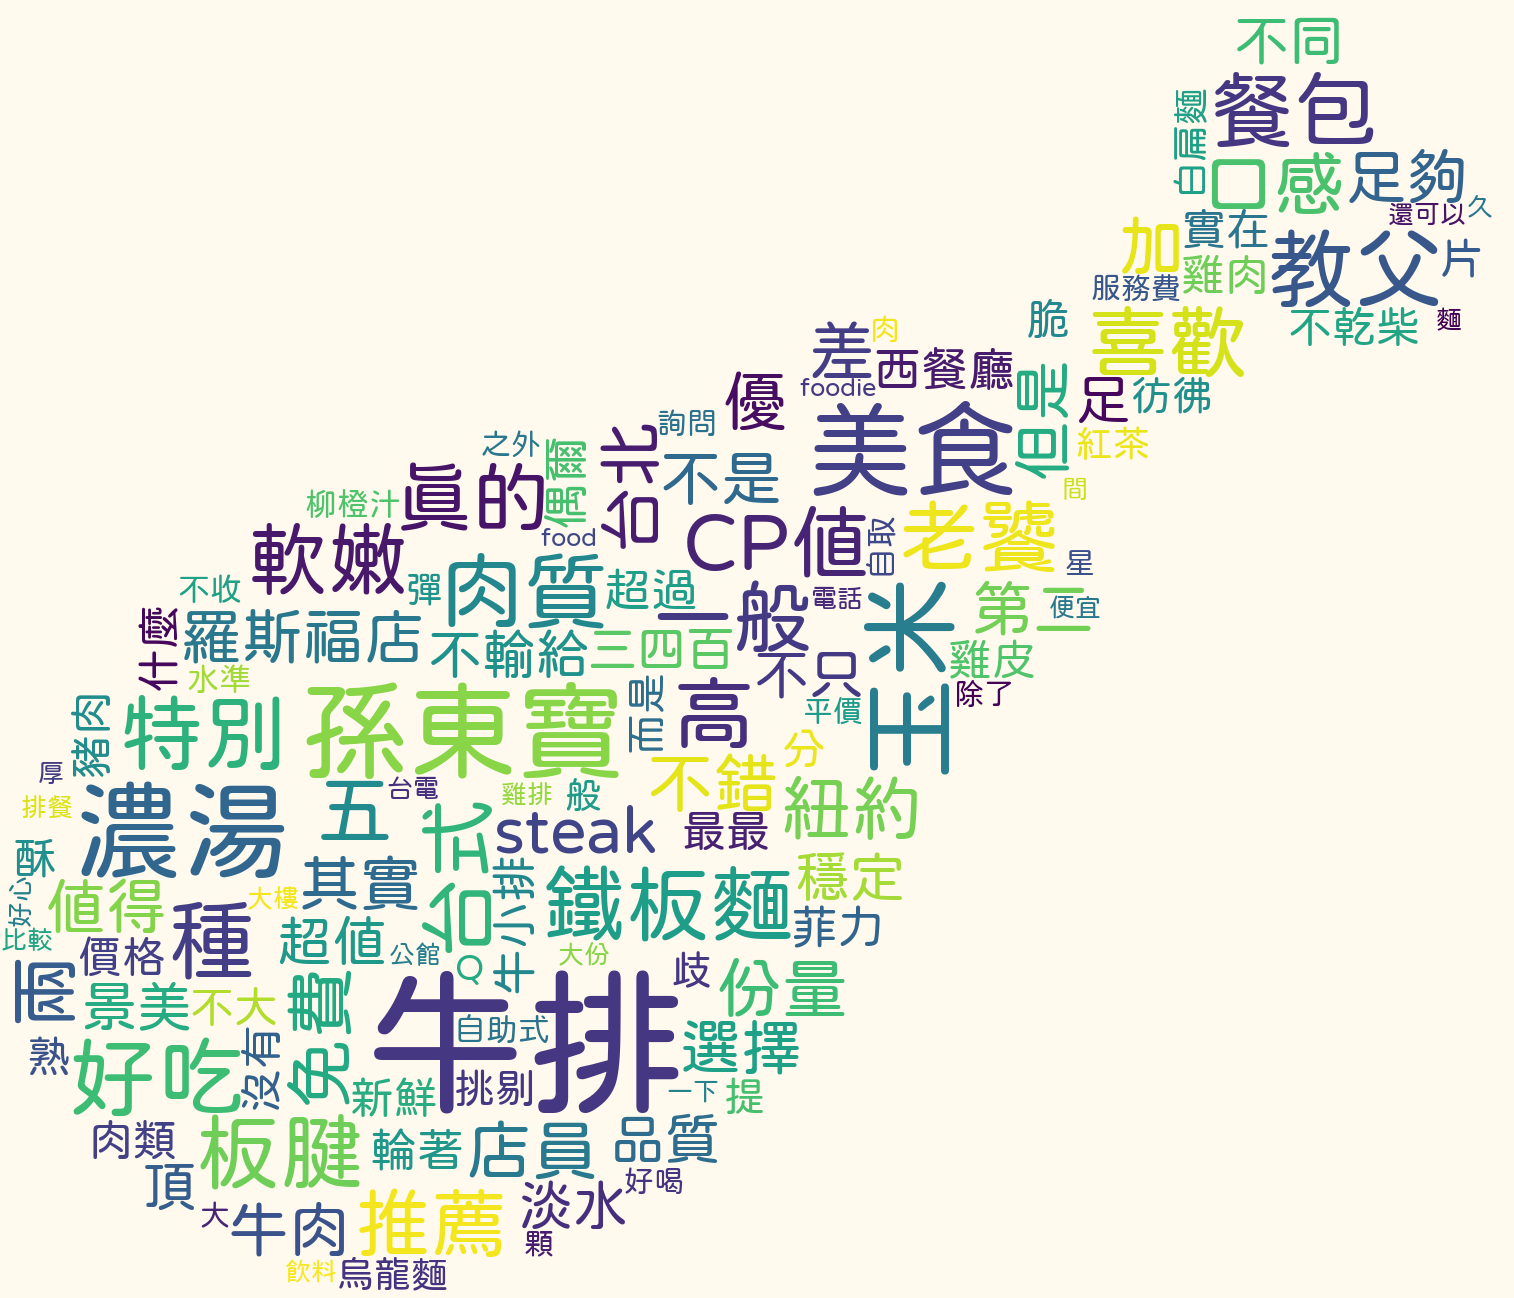 不同
餐包
白扁麵
口感
足夠
還可以
久
實在
加
教父
片
雞肉
服務費
不乾柴
麵
脆
喜歡
肉
差
西餐廳
foodie
但是
足
彷彿
優
美食
紅茶
詢問
之外
偶爾
台北
不是
真的
柳橙汁
間
CP值
自取
老饕
food
軟嫩
星
肉質
彈
不收
超過
一般
電話
玉米
第二
便宜
什麼
羅斯福店
不輸給
三四百
不只
雞皮
水準
除了
豬肉
特別
孫東寶
而是
高
平價
分
厚
不錯
台電
雞排
般
紐約
排餐
濃湯
五
台式
steak
最最
酥
其實
牛小排
鐵板麵
穩定
好心
值得
大樓
種
菲力
比較
價格
超值
公館
大份
Q
歧
雨
份量
景美
不大
免費
牛排
自助式
選擇
熟
好吃
沒有
新鮮
挑剔
一下
提
肉類
板腱
輪著
店員
品質
頂
好喝
大
牛肉
推薦
淡水
顆
飲料
烏龍麵